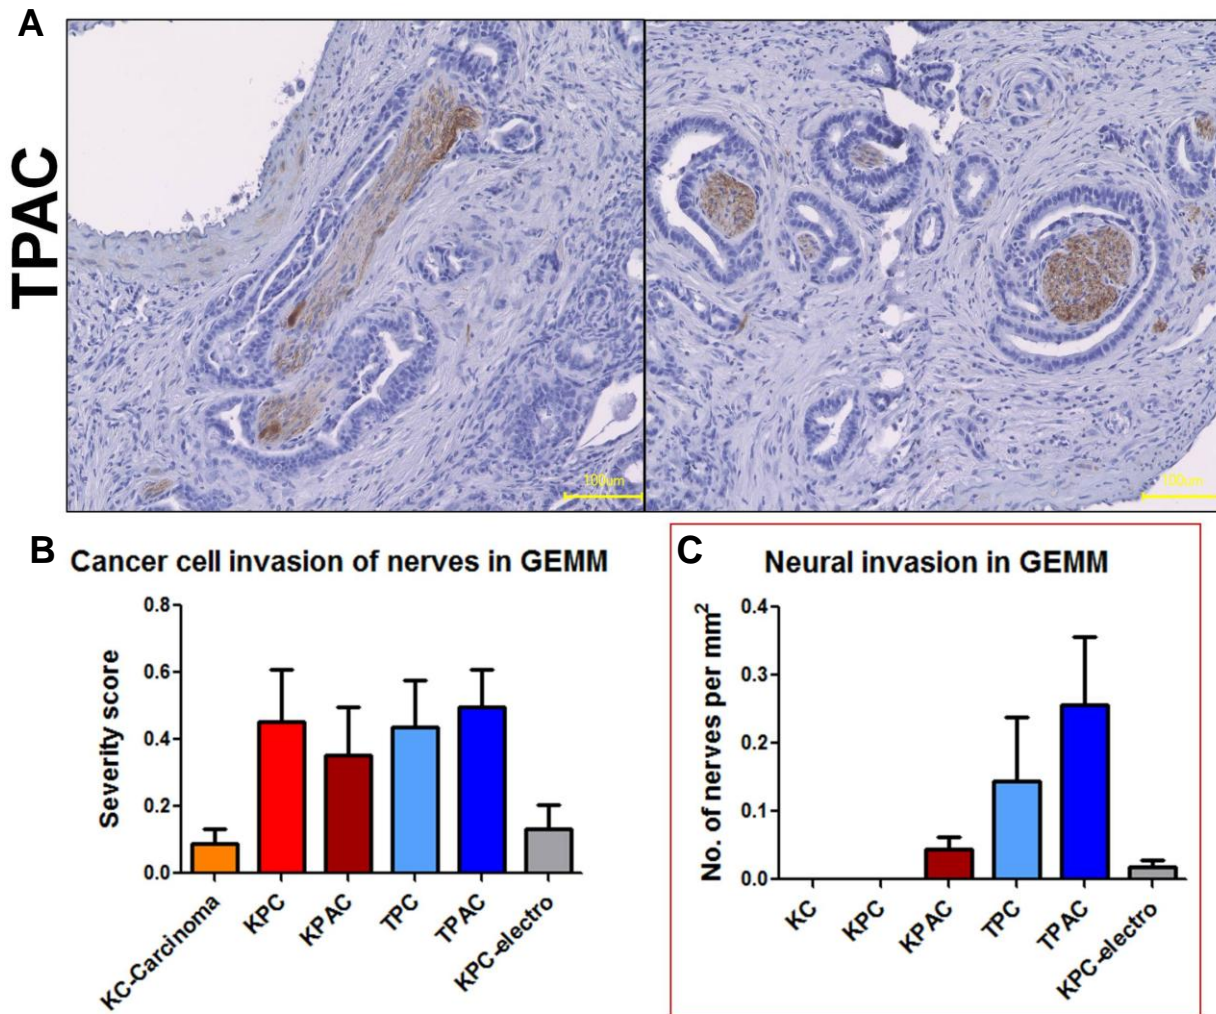 A
TPAC
100um
100um
B Cancer cell invasion of nerves in GEMM
Severity score
0.8
0.6
0.4
0.2
0.0
KC-Carcinoma
KPC
KPAC
TPC
TPAC
KPC-electro
C Neural invasion in GEMM
No. of nerves per mm²
0.4
0.3
0.2
0.1
0.0
KC
KPC
KPAC
TPC
TPAC
KPC-electro